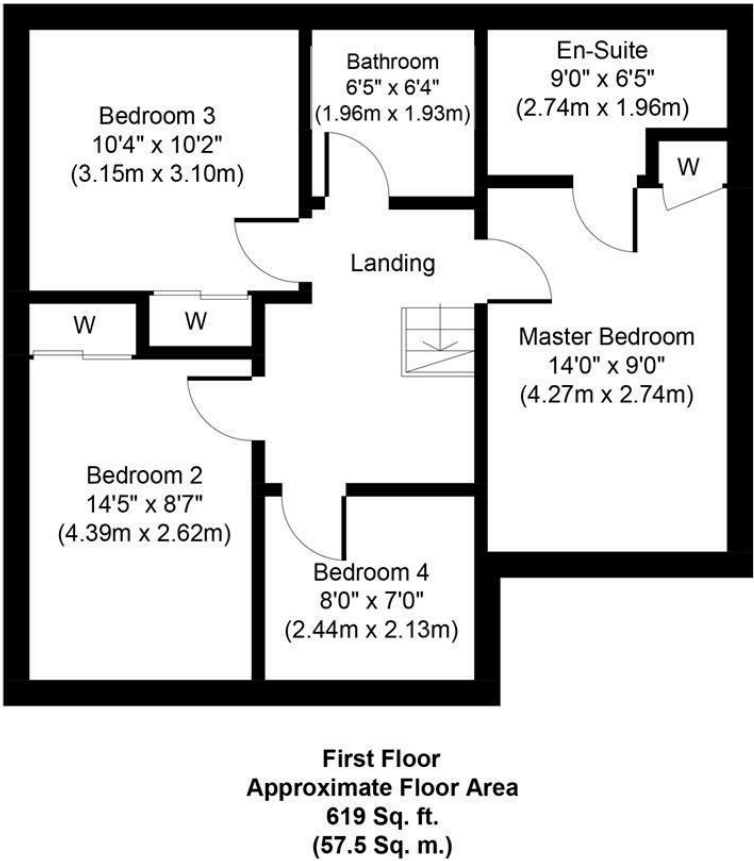 Bedroom 3
10'4" x 10'2"
(3.15m x 3.10m)
Bathroom
6'5" x 6'4"
(1.96m x 1.93m)
En-Suite
9'0" x 6'5"
(2.74m x 1.96m)
W
Landing
W
W
Master Bedroom
14'0" x 9'0"
(4.27m x 2.74m)
Bedroom 2
14'5" x 8'7"
(4.39m x 2.62m)
Bedroom 4
8'0" x 7'0"
(2.44m x 2.13m)
First Floor
Approximate Floor Area
619 Sq. ft.
(57.5 Sq. m.)